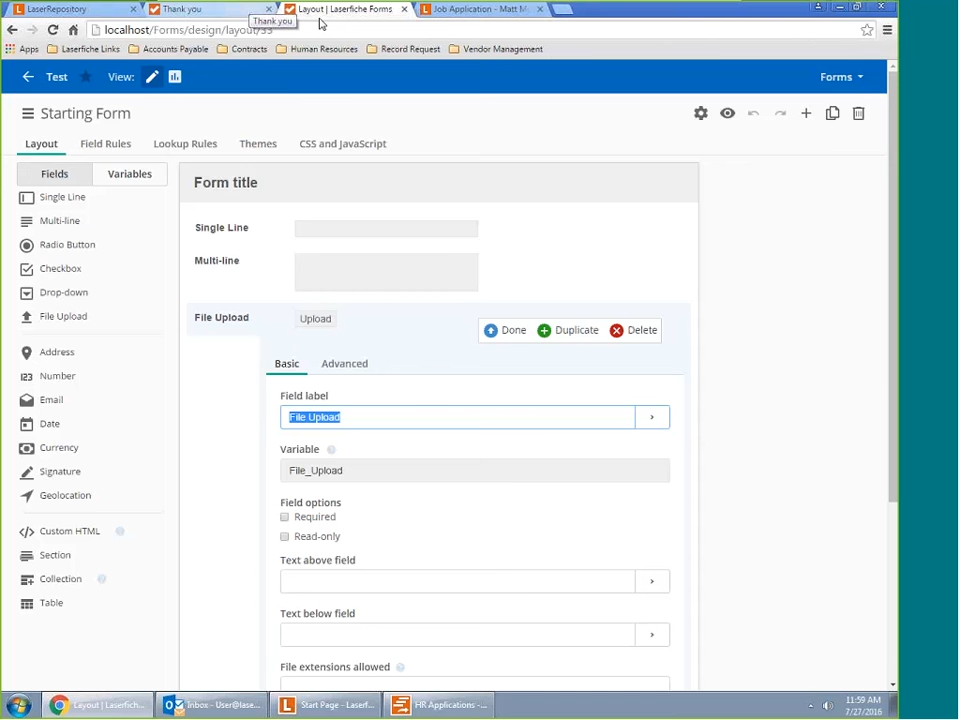 LaserRepository
Thank you
Layout | Laserfiche Forms
Job Application - Matt M
Thank you
localhost/Forms/design/layout/33
Apps
Laserfiche Links
Accounts Payable
Contracts
Human Resources
Record Request
Vendor Management
Test
View:
Forms
Starting Form
Layout
Field Rules
Lookup Rules
Themes
CSS and JavaScript
Fields
Variables
Single Line
Multi-line
Radio Button
Checkbox
Drop-down
File Upload
Address
Number
Email
Date
Currency
Signature
Geolocation
Custom HTML
Section
Collection
Table
Form title
Single Line
Multi-line
File Upload
Upload
Done
Duplicate
Delete
Basic
Advanced
Field label
File Upload
Variable
File_Upload
Field options
Required
Read-only
Text above field
Text below field
File extensions allowed
Layout | Laserfich...
Inbox - User@lase...
Start Page - Laserf...
HR Applications -...
11:59 AM
7/27/2016